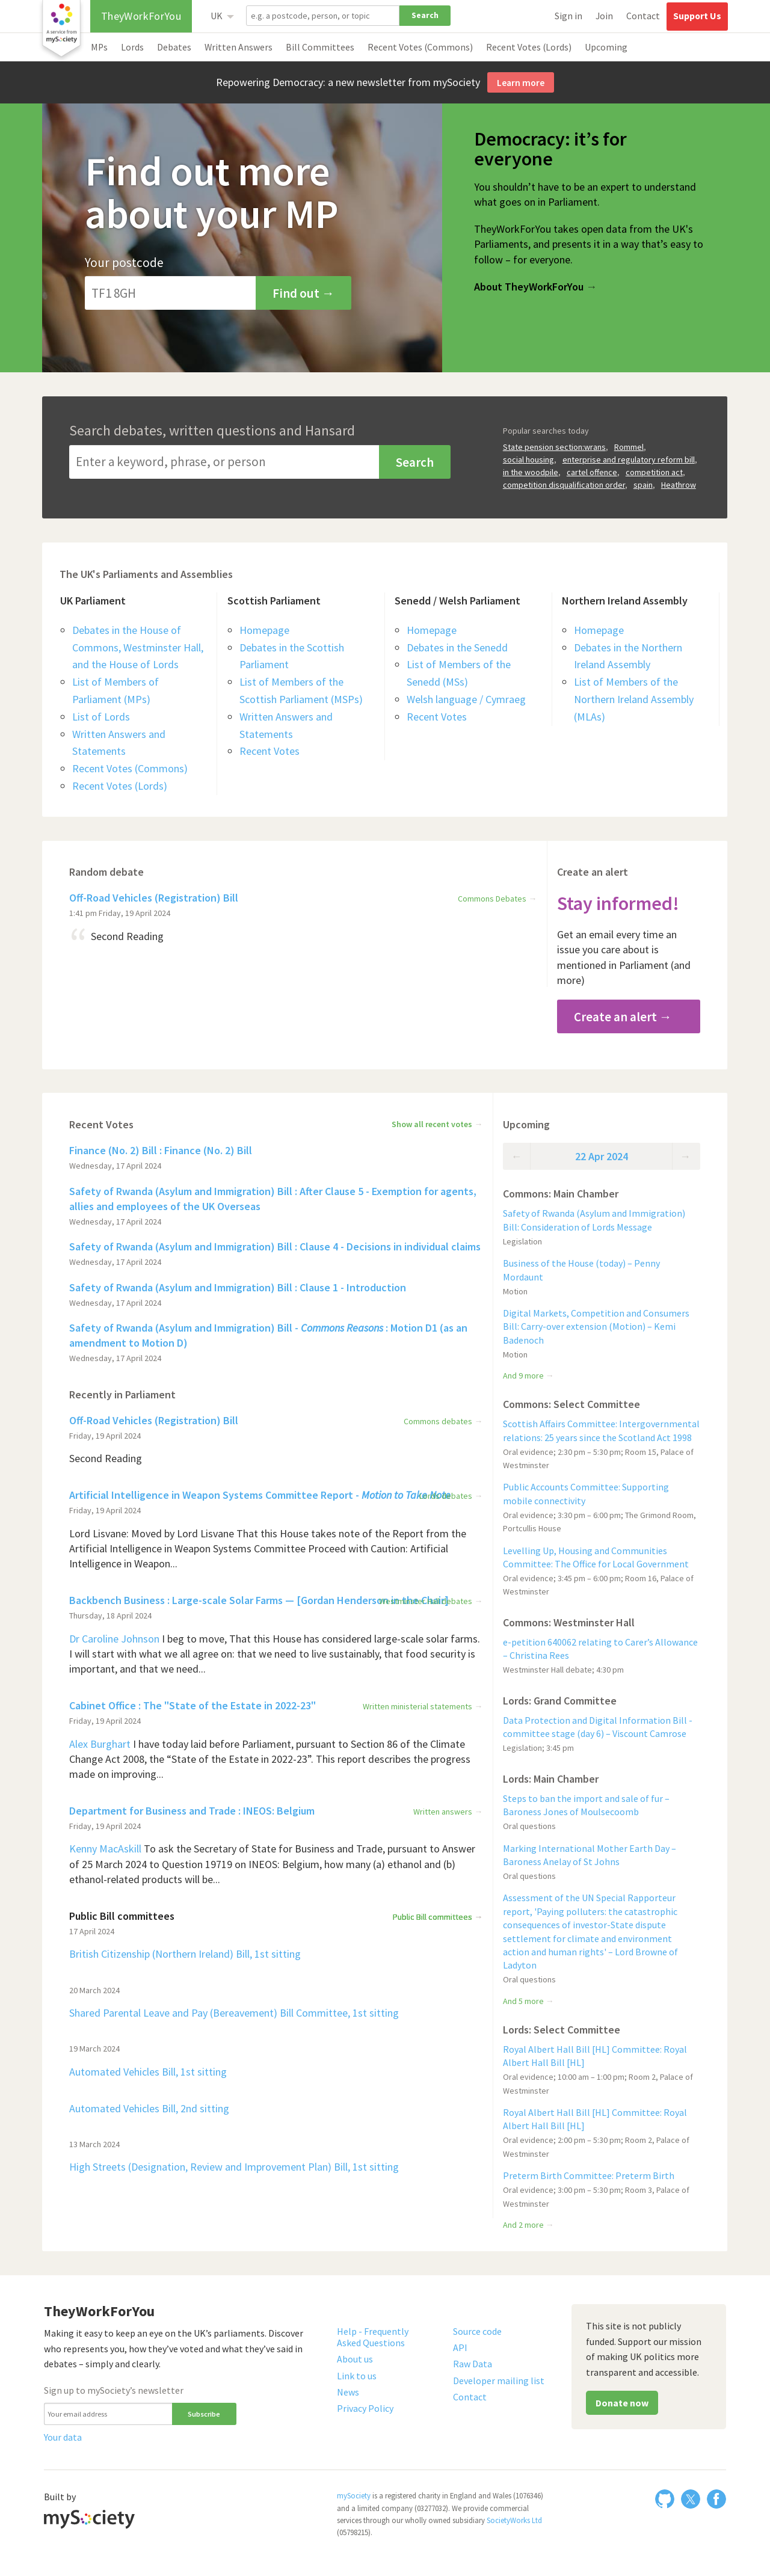 A service from
mySociety
TheyWorkForYou
UK
e.g. a postcode, person, or topic
Search
Sign in
Join
Contact
Support Us
MPs
Lords
Debates
Written Answers
Bill Committees
Recent Votes (Commons)
Recent Votes (Lords)
Upcoming
Repowering Democracy: a new newsletter from mySociety
Learn more
Find out more
about your MP
Your postcode
TF1 8GH
Find out →
Democracy: it’s for
everyone
You shouldn’t have to be an expert to understand
what goes on in Parliament.
TheyWorkForYou takes open data from the UK's
Parliaments, and presents it in a way that’s easy to
follow – for everyone.
About TheyWorkForYou →
Search debates, written questions and Hansard
Enter a keyword, phrase, or person
Search
Popular searches today
State pension section:wrans, Rommel,
social housing, enterprise and regulatory reform bill,
in the woodpile, cartel offence, competition act,
competition disqualification order, spain, Heathrow
The UK's Parliaments and Assemblies
UK Parliament
Debates in the House of
Commons, Westminster Hall,
and the House of Lords
List of Members of
Parliament (MPs)
List of Lords
Written Answers and
Statements
Recent Votes (Commons)
Recent Votes (Lords)
Scottish Parliament
Homepage
Debates in the Scottish
Parliament
List of Members of the
Scottish Parliament (MSPs)
Written Answers and
Statements
Recent Votes
Senedd / Welsh Parliament
Homepage
Debates in the Senedd
List of Members of the
Senedd (MSs)
Welsh language / Cymraeg
Recent Votes
Northern Ireland Assembly
Homepage
Debates in the Northern
Ireland Assembly
List of Members of the
Northern Ireland Assembly
(MLAs)
Random debate
Off-Road Vehicles (Registration) Bill
Commons Debates →
1:41 pm Friday, 19 April 2024
“ Second Reading
Create an alert
Stay informed!
Get an email every time an
issue you care about is
mentioned in Parliament (and
more)
Create an alert →
Recent Votes
Show all recent votes →
Finance (No. 2) Bill : Finance (No. 2) Bill
Wednesday, 17 April 2024
Safety of Rwanda (Asylum and Immigration) Bill : After Clause 5 - Exemption for agents,
allies and employees of the UK Overseas
Wednesday, 17 April 2024
Safety of Rwanda (Asylum and Immigration) Bill : Clause 4 - Decisions in individual claims
Wednesday, 17 April 2024
Safety of Rwanda (Asylum and Immigration) Bill : Clause 1 - Introduction
Wednesday, 17 April 2024
Safety of Rwanda (Asylum and Immigration) Bill - Commons Reasons : Motion D1 (as an
amendment to Motion D)
Wednesday, 17 April 2024
Recently in Parliament
Off-Road Vehicles (Registration) Bill
Commons debates →
Friday, 19 April 2024
Second Reading
Artificial Intelligence in Weapon Systems Committee Report - Motion to Take Note
debates →
Friday, 19 April 2024
Lord Lisvane: Moved by Lord Lisvane That this House takes note of the Report from the
Artificial Intelligence in Weapon Systems Committee Proceed with Caution: Artificial
Intelligence in Weapon...
Backbench Business : Large-scale Solar Farms — [Gordan Henderson in the Chair]
debates →
Thursday, 18 April 2024
Dr Caroline Johnson I beg to move, That this House has considered large-scale solar farms.
I will start with what we all agree on: that we need to live sustainably, that food security is
important, and that we need...
Cabinet Office : The "State of the Estate in 2022-23"
Written ministerial statements →
Friday, 19 April 2024
Alex Burghart I have today laid before Parliament, pursuant to Section 86 of the Climate
Change Act 2008, the “State of the Estate in 2022-23”. This report describes the progress
made on improving...
Department for Business and Trade : INEOS: Belgium
Written answers →
Friday, 19 April 2024
Kenny MacAskill To ask the Secretary of State for Business and Trade, pursuant to Answer
of 25 March 2024 to Question 19719 on INEOS: Belgium, how many (a) ethanol and (b)
ethanol-related products will be...
Public Bill committees
Public Bill committees →
17 April 2024
British Citizenship (Northern Ireland) Bill, 1st sitting
20 March 2024
Shared Parental Leave and Pay (Bereavement) Bill Committee, 1st sitting
19 March 2024
Automated Vehicles Bill, 1st sitting
Automated Vehicles Bill, 2nd sitting
13 March 2024
High Streets (Designation, Review and Improvement Plan) Bill, 1st sitting
Upcoming
← 22 Apr 2024 →
Commons: Main Chamber
Safety of Rwanda (Asylum and Immigration)
Bill: Consideration of Lords Message
Legislation
Business of the House (today) – Penny
Mordaunt
Motion
Digital Markets, Competition and Consumers
Bill: Carry-over extension (Motion) – Kemi
Badenoch
Motion
And 9 more →
Commons: Select Committee
Scottish Affairs Committee: Intergovernmental
relations: 25 years since the Scotland Act 1998
Oral evidence; 2:30 pm – 5:30 pm; Room 15, Palace of
Westminster
Public Accounts Committee: Supporting
mobile connectivity
Oral evidence; 3:30 pm – 6:00 pm; The Grimond Room,
Portcullis House
Levelling Up, Housing and Communities
Committee: The Office for Local Government
Oral evidence; 3:45 pm – 6:00 pm; Room 16, Palace of
Westminster
Commons: Westminster Hall
e-petition 640062 relating to Carer’s Allowance
– Christina Rees
Westminster Hall debate; 4:30 pm
Lords: Grand Committee
Data Protection and Digital Information Bill -
committee stage (day 6) – Viscount Camrose
Legislation; 3:45 pm
Lords: Main Chamber
Steps to ban the import and sale of fur –
Baroness Jones of Moulsecoomb
Oral questions
Marking International Mother Earth Day –
Baroness Anelay of St Johns
Oral questions
Assessment of the UN Special Rapporteur
report, 'Paying polluters: the catastrophic
consequences of investor-State dispute
settlement for climate and environment
action and human rights' – Lord Browne of
Ladyton
Oral questions
And 5 more →
Lords: Select Committee
Royal Albert Hall Bill [HL] Committee: Royal
Albert Hall Bill [HL]
Oral evidence; 10:00 am – 1:00 pm; Room 2, Palace of
Westminster
Royal Albert Hall Bill [HL] Committee: Royal
Albert Hall Bill [HL]
Oral evidence; 2:00 pm – 5:30 pm; Room 2, Palace of
Westminster
Preterm Birth Committee: Preterm Birth
Oral evidence; 3:00 pm – 5:30 pm; Room 3, Palace of
Westminster
And 2 more →
TheyWorkForYou
Making it easy to keep an eye on the UK’s parliaments. Discover
who represents you, how they’ve voted and what they’ve said in
debates – simply and clearly.
Sign up to mySociety’s newsletter
Your email address
Subscribe
Your data
Help - Frequently
Asked Questions
About us
Link to us
News
Privacy Policy
Source code
API
Raw Data
Developer mailing list
Contact
This site is not publicly
funded. Support our mission
of making UK politics more
transparent and accessible.
Donate now
Built by
mySociety
mySociety is a registered charity in England and Wales (1076346)
and a limited company (03277032). We provide commercial
services through our wholly owned subsidiary SocietyWorks Ltd
(05798215).